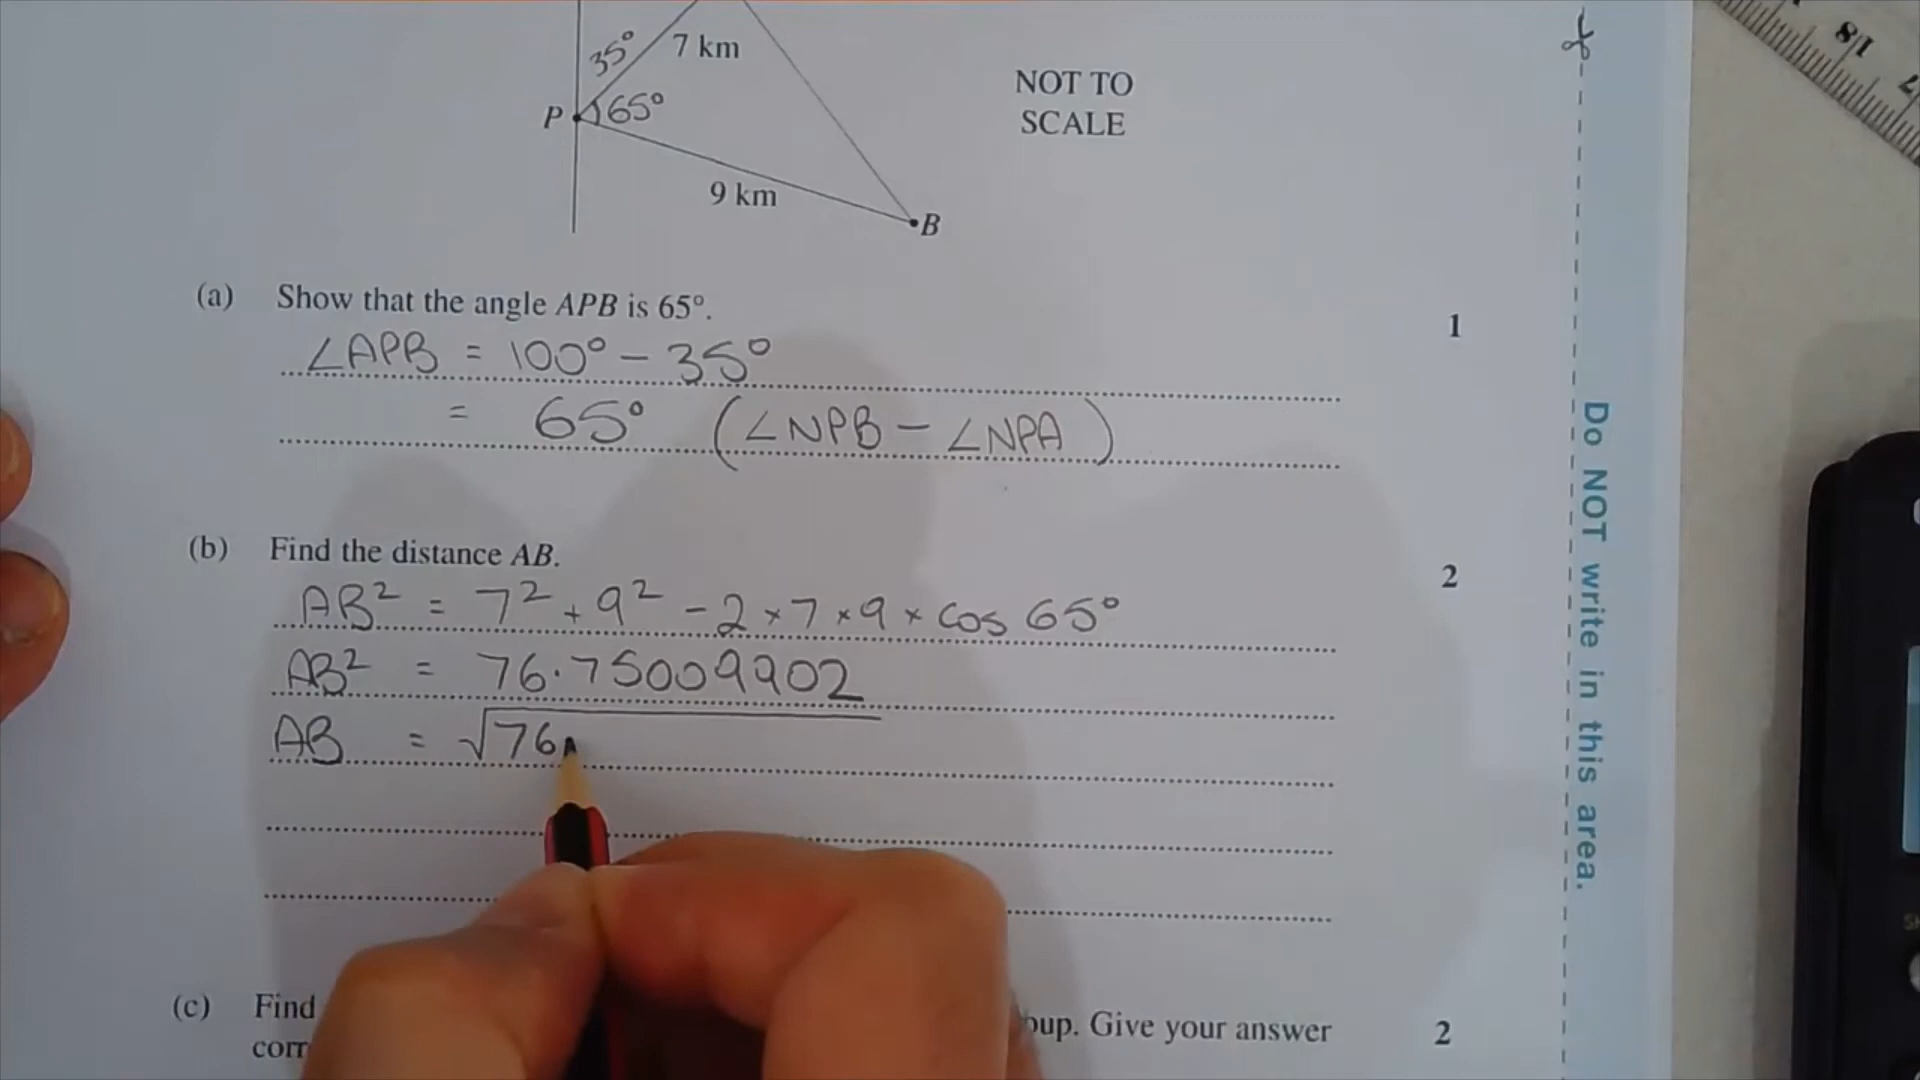 35°
7 km
NOT TO
SCALE
P
65°
9 km
B
(a) Show that the angle APB is 65°.
1
∠APB = 100° − 35°
= 65° (∠NPB − ∠NPA)
(b) Find the distance AB.
2
AB² = 7² + 9² − 2 × 7 × 9 × cos 65°
AB² = 76.75009902
AB = √76.
(c) Find oup. Give your answer
2
corr
Do NOT write in this area.
18